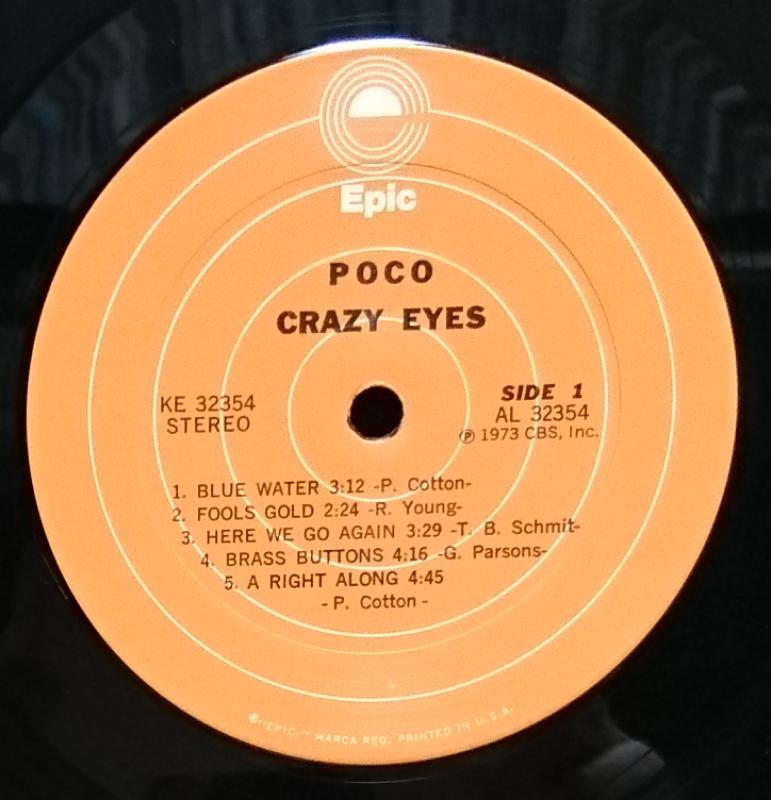 Epic
POCO
CRAZY EYES
KE 32354
STEREO
SIDE 1
AL 32354
Ⓟ 1973 CBS, Inc.
1. BLUE WATER 3:12 -P. Cotton-
2. FOOLS GOLD 2:24 -R. Young-
3. HERE WE GO AGAIN 3:29 -T. B. Schmit-
4. BRASS BUTTONS 4:16 -G. Parsons-
5. A RIGHT ALONG 4:45
- P. Cotton -
®"EPIC," MARCA REG. PRINTED IN U.S.A.